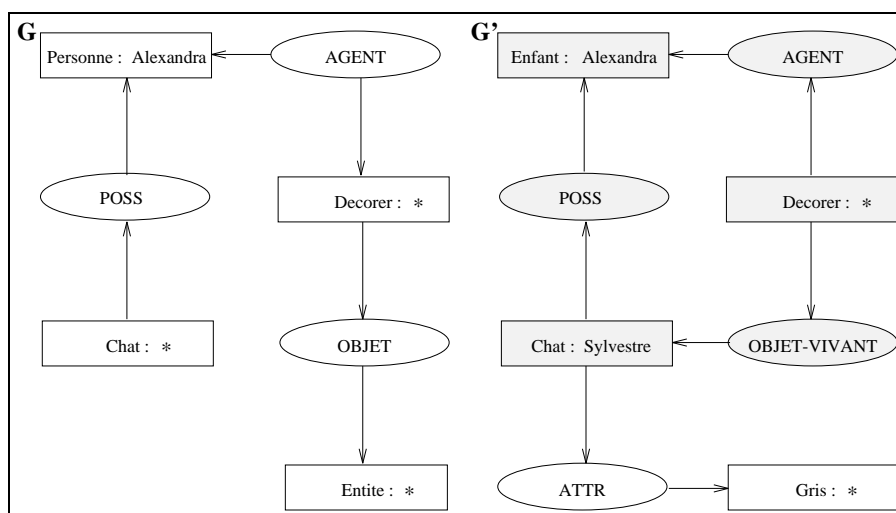 G
G’
Personne : Alexandra
AGENT
Enfant : Alexandra
AGENT
POSS
Decorer : *
POSS
Decorer : *
Chat : *
OBJET
Chat : Sylvestre
OBJET-VIVANT
Entite : *
ATTR
Gris : *